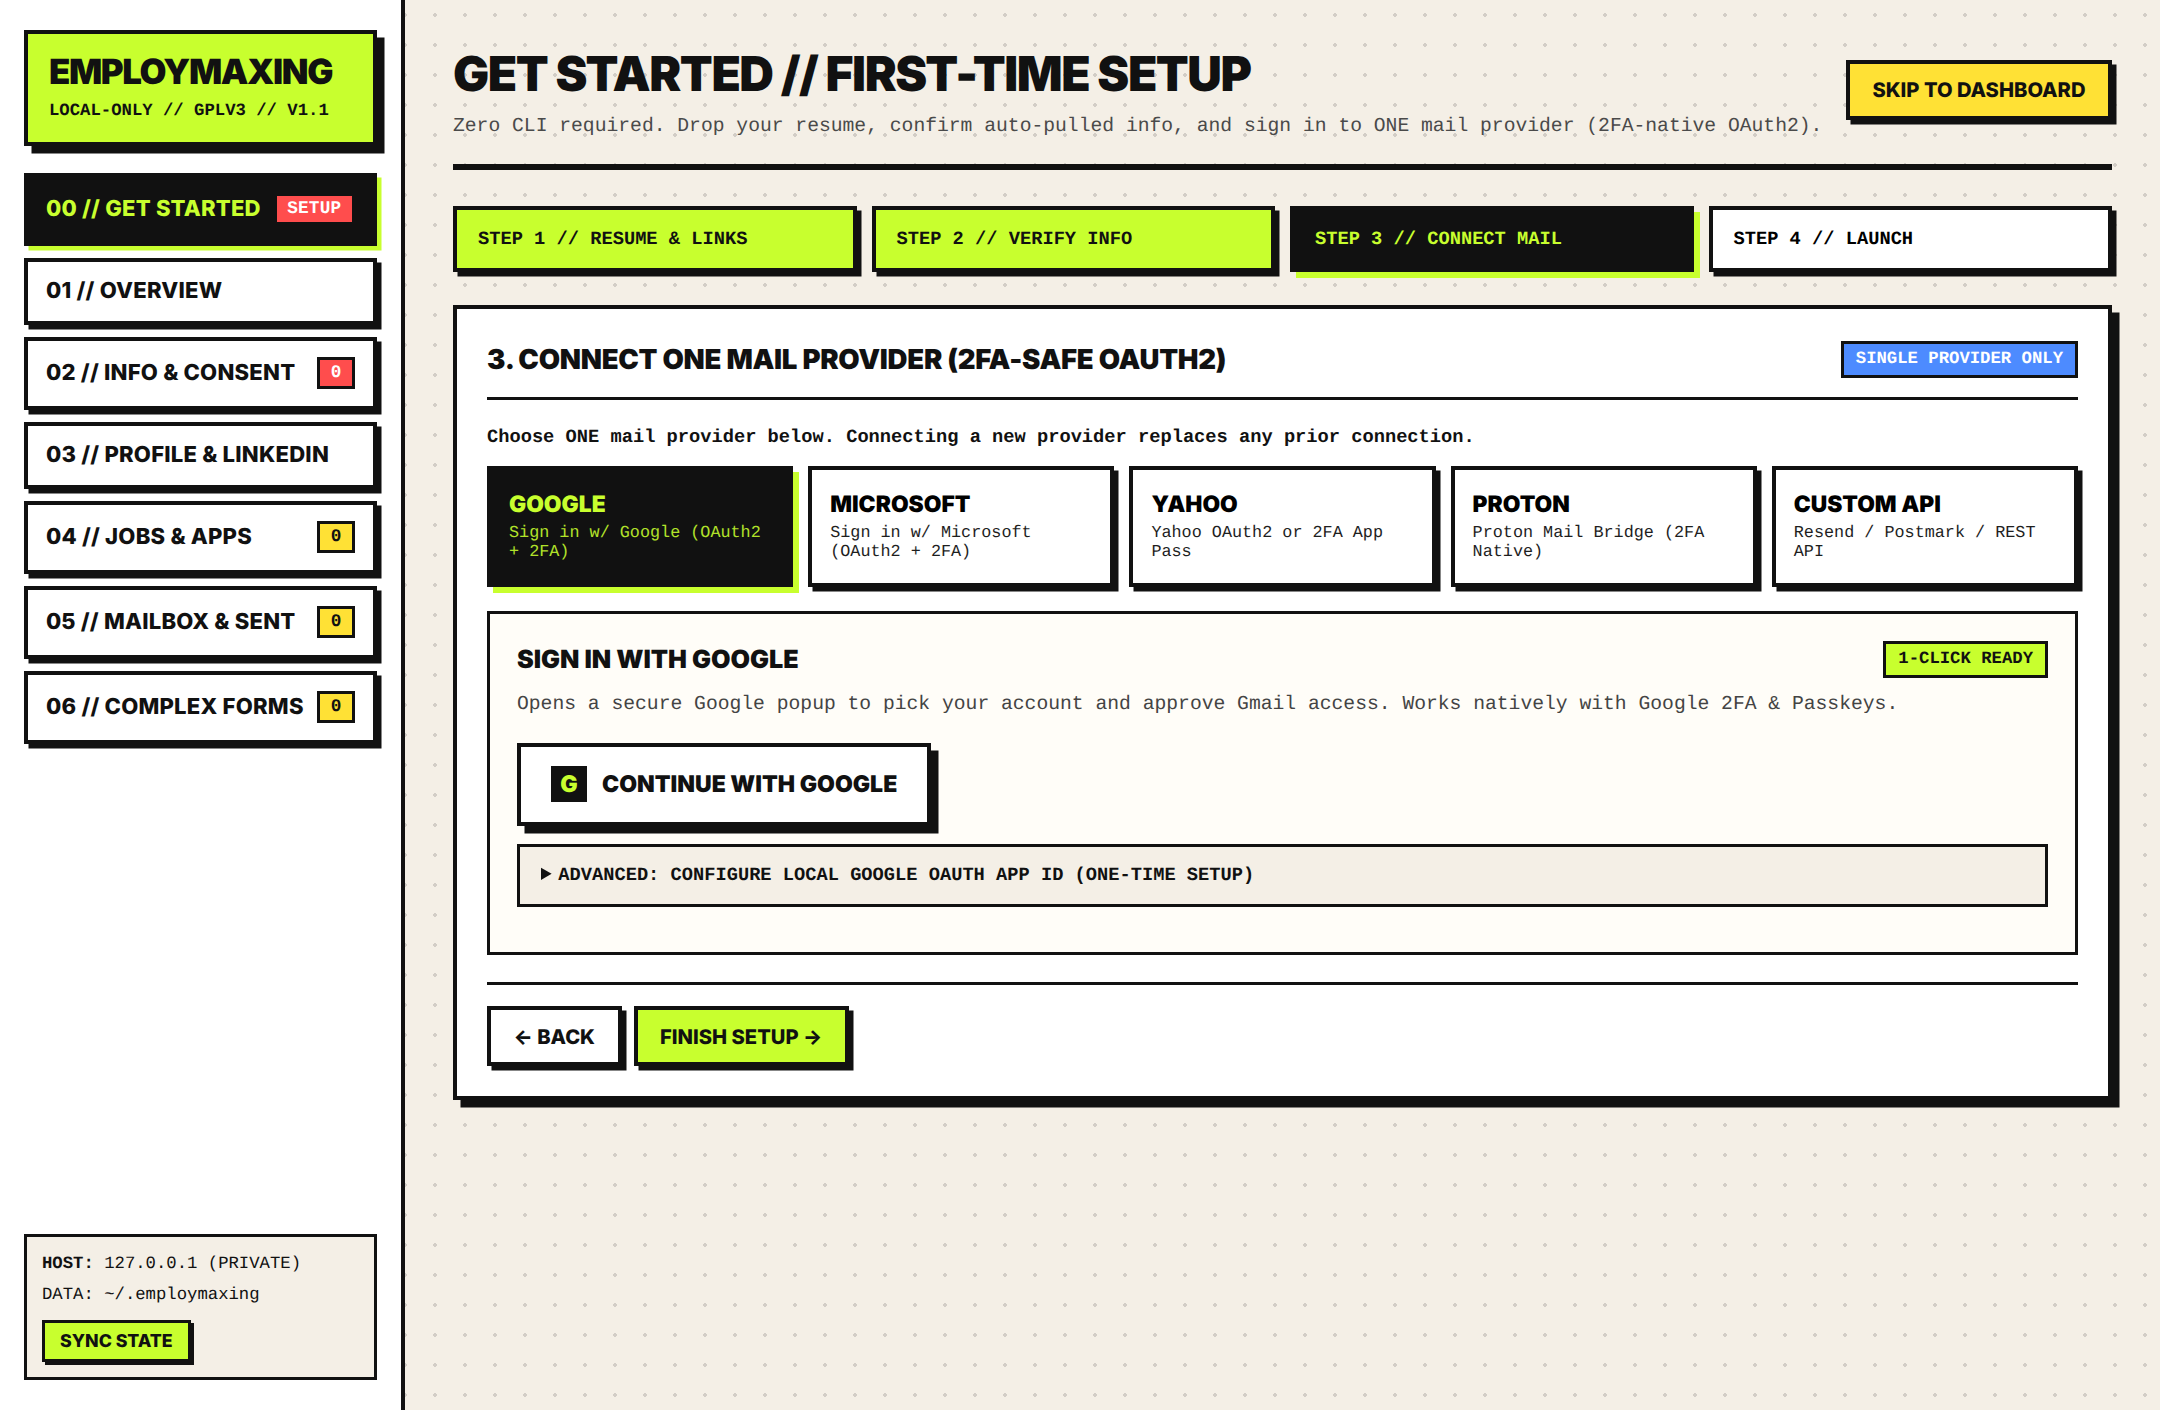 EMPLOYMAXING
LOCAL-ONLY // GPLV3 // V1.1
00 // GET STARTED SETUP
01 // OVERVIEW
02 // INFO & CONSENT 0
03 // PROFILE & LINKEDIN
04 // JOBS & APPS 0
05 // MAILBOX & SENT 0
06 // COMPLEX FORMS 0
HOST: 127.0.0.1 (PRIVATE)
DATA: ~/.employmaxing
SYNC STATE
GET STARTED // FIRST-TIME SETUP
Zero CLI required. Drop your resume, confirm auto-pulled info, and sign in to ONE mail provider (2FA-native OAuth2).
SKIP TO DASHBOARD
STEP 1 // RESUME & LINKS
STEP 2 // VERIFY INFO
STEP 3 // CONNECT MAIL
STEP 4 // LAUNCH
3. CONNECT ONE MAIL PROVIDER (2FA-SAFE OAUTH2)
SINGLE PROVIDER ONLY
Choose ONE mail provider below. Connecting a new provider replaces any prior connection.
GOOGLE
Sign in w/ Google (OAuth2
+ 2FA)
MICROSOFT
Sign in w/ Microsoft
(OAuth2 + 2FA)
YAHOO
Yahoo OAuth2 or 2FA App
Pass
PROTON
Proton Mail Bridge (2FA
Native)
CUSTOM API
Resend / Postmark / REST
API
SIGN IN WITH GOOGLE
1-CLICK READY
Opens a secure Google popup to pick your account and approve Gmail access. Works natively with Google 2FA & Passkeys.
G CONTINUE WITH GOOGLE
▶ ADVANCED: CONFIGURE LOCAL GOOGLE OAUTH APP ID (ONE-TIME SETUP)
← BACK
FINISH SETUP →